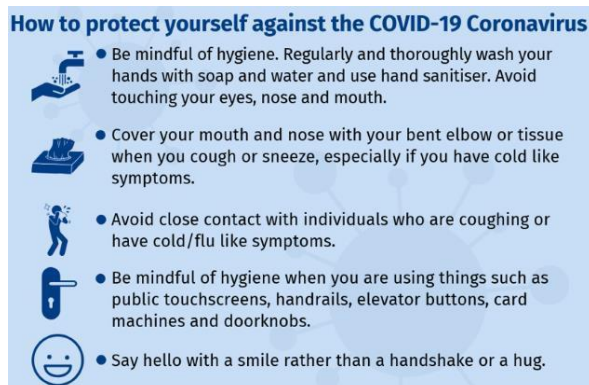 How to protect yourself against the COVID-19 Coronavirus
● Be mindful of hygiene. Regularly and thoroughly wash your
hands with soap and water and use hand sanitiser. Avoid
touching your eyes, nose and mouth.
● Cover your mouth and nose with your bent elbow or tissue
when you cough or sneeze, especially if you have cold like
symptoms.
● Avoid close contact with individuals who are coughing or
have cold/flu like symptoms.
● Be mindful of hygiene when you are using things such as
public touchscreens, handrails, elevator buttons, card
machines and doorknobs.
● Say hello with a smile rather than a handshake or a hug.